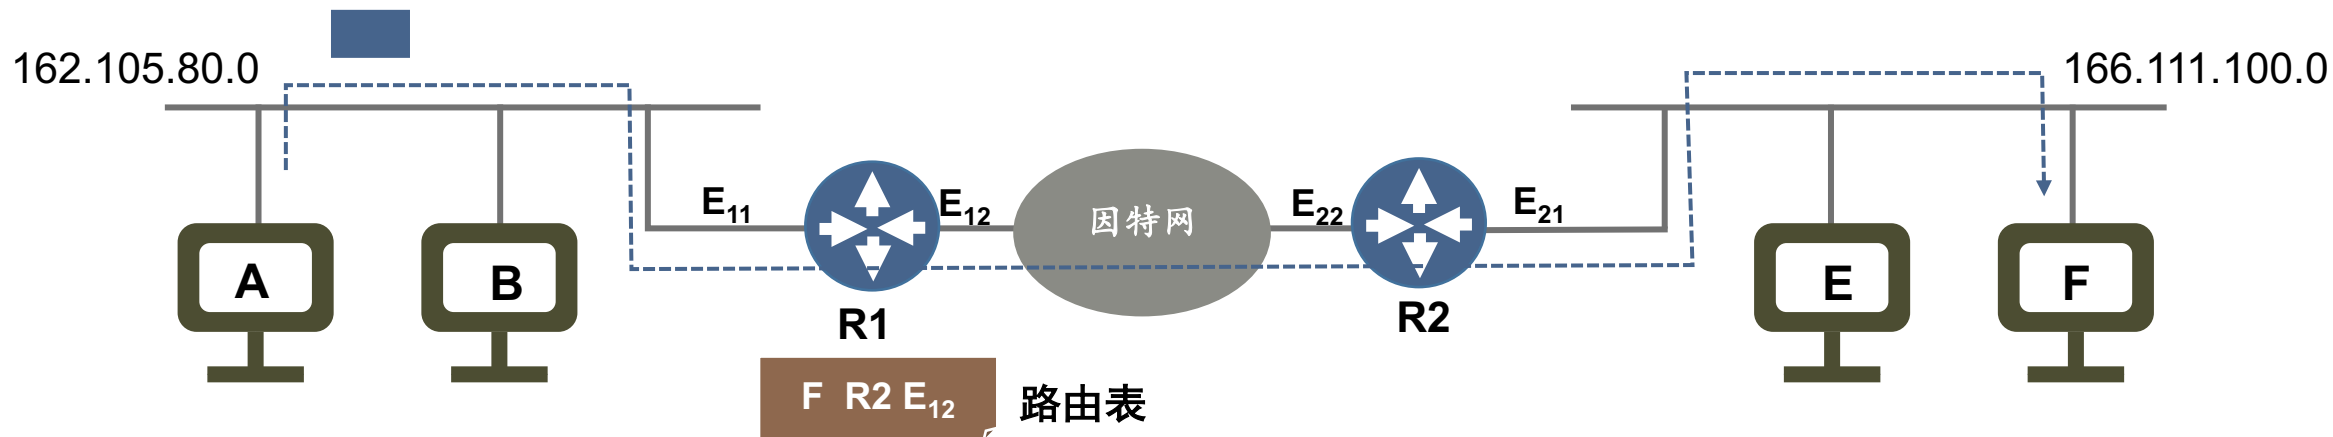 162.105.80.0
166.111.100.0
E11
E12
因特网
E22
E21
A
B
R1
R2
E
F
F R2 E12
路由表